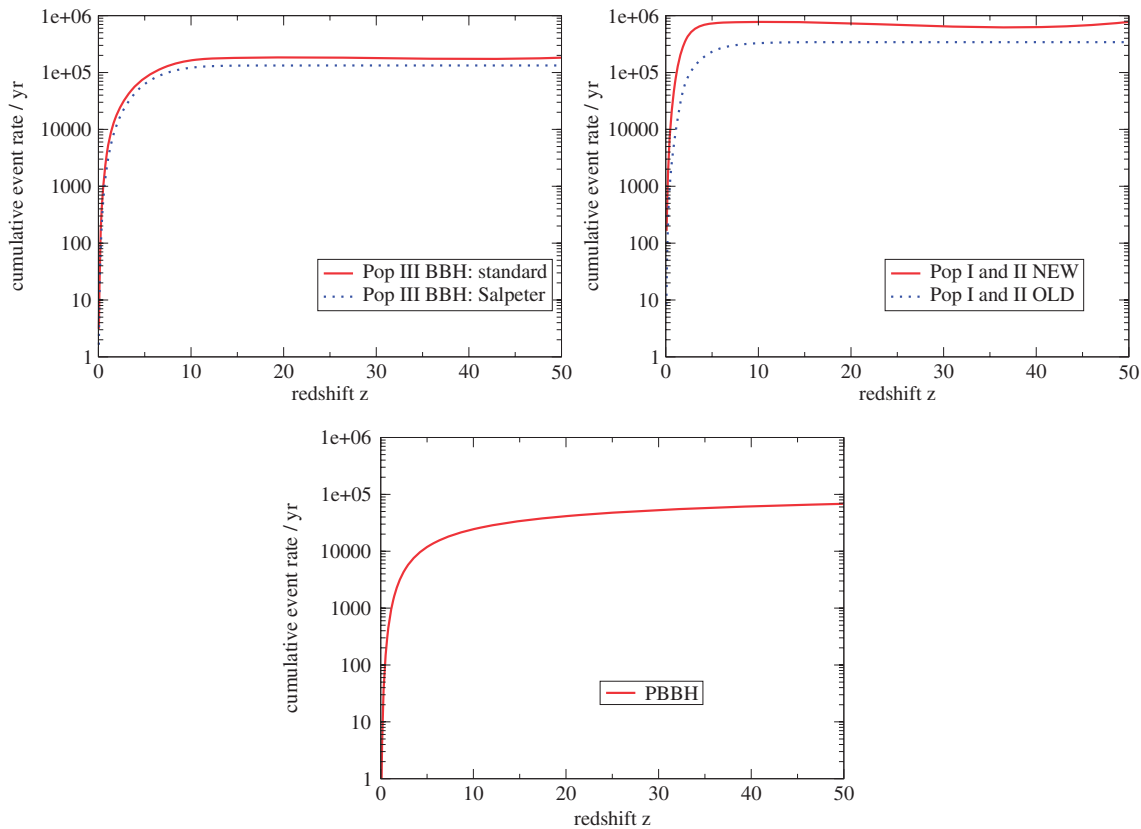 cumulative event rate / yr
1e+06
1e+05
10000
1000
100
10
1
Pop III BBH: standard
Pop III BBH: Salpeter
0 10 20 30 40 50
redshift z
cumulative event rate / yr
1e+06
1e+05
10000
1000
100
10
1
Pop I and II NEW
Pop I and II OLD
0 10 20 30 40 50
redshift z
cumulative event rate / yr
1e+06
1e+05
10000
1000
100
10
1
PBBH
0 10 20 30 40 50
redshift z